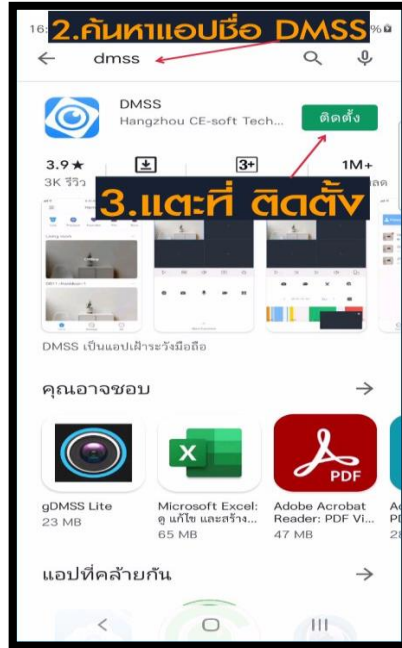 16:
2.ค้นหาแอปชื่อ DMSS
%
dmss
DMSS
Hangzhou CE-soft Tech...
ติดตั้ง
3.9★
3+
1M+
3K รีวิว
3.แตะที่ ติดตั้ง
DMSS เป็นแอปเฝ้าระวังมือถือ
คุณอาจชอบ
PDF
gDMSS Lite
23 MB
Microsoft Excel:
ดู แก้ไข และสร้าง...
65 MB
Adobe Acrobat
Reader: PDF Vi...
47 MB
แอปที่คล้ายกัน